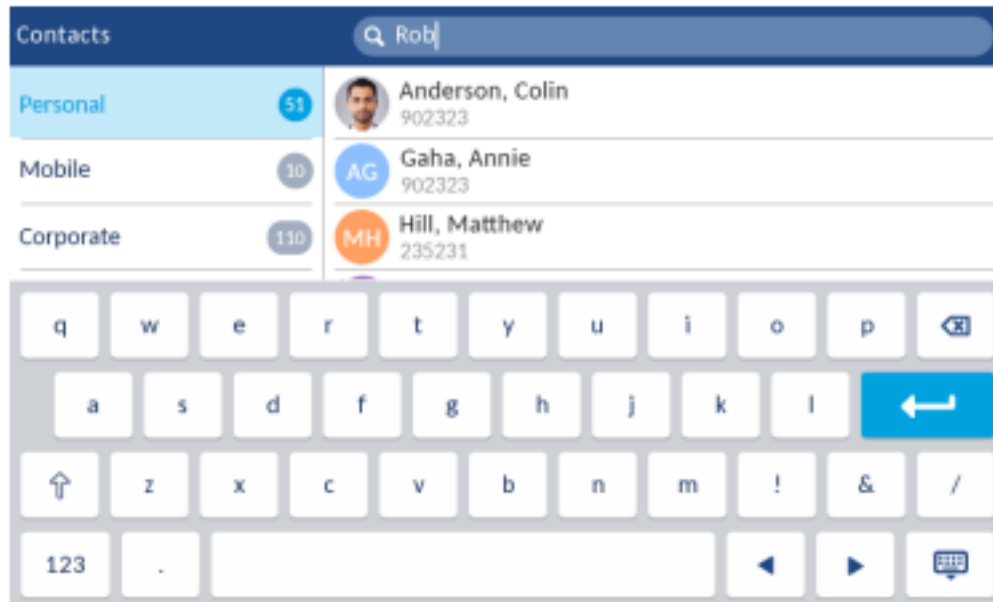 Contacts
Rob
Personal 51
Mobile 10
Corporate 110
Anderson, Colin
902323
AG Gaha, Annie
902323
MH Hill, Matthew
235231
q w e r t y u i o p
a s d f g h j k l
z x c v b n m ! & /
123 .